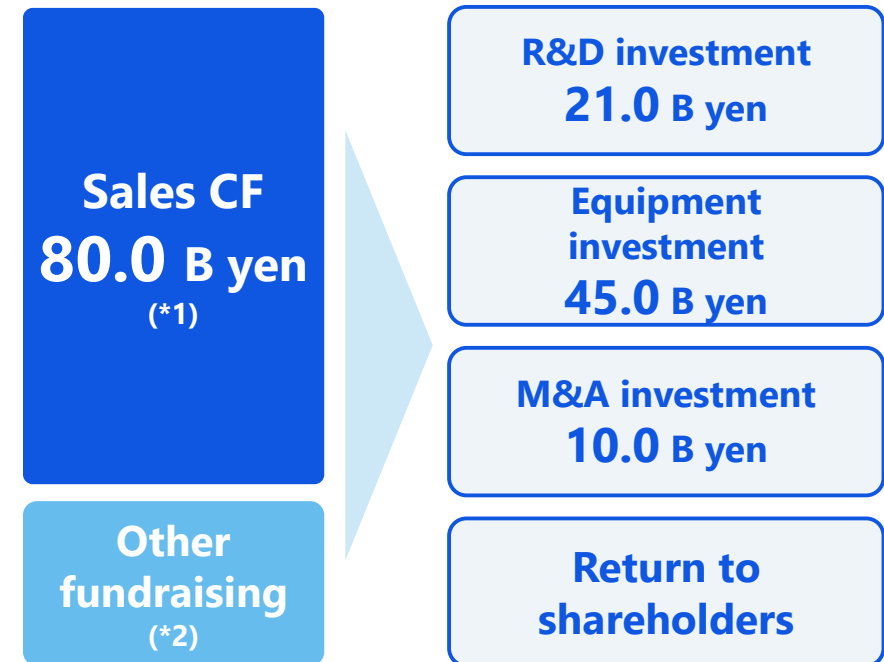 Sales CF
80.0 B yen
(*1)
Other
fundraising
(*2)
R&D investment
21.0 B yen
Equipment
investment
45.0 B yen
M&A investment
10.0 B yen
Return to
shareholders